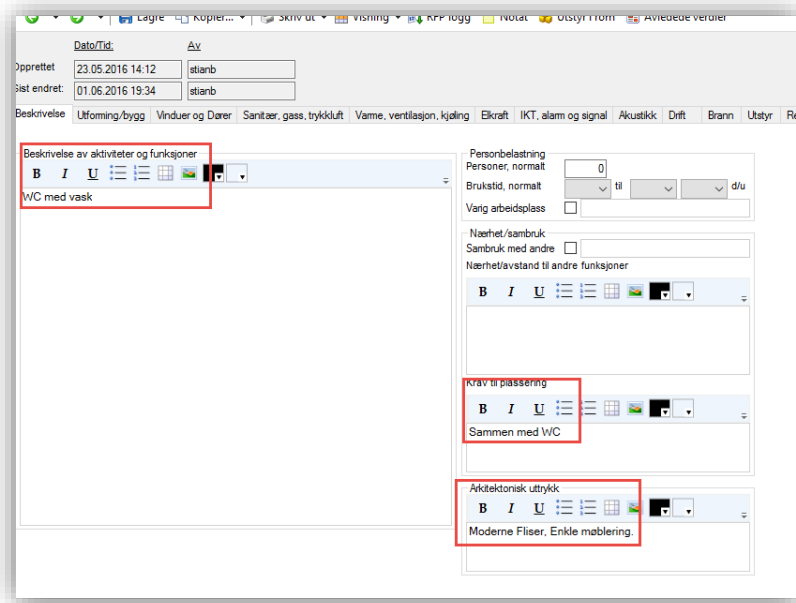 Lagre Kopier... Skriv ut Visning RFP logg Notat Utstyr i rom Avledede verdier
Dato/Tid: Av
Opprettet 23.05.2016 14:12 stianb
Sist endret: 01.06.2016 19:34 stianb
Beskrivelse Utforming/bygg Vinduer og Dører Sanitær, gass, trykkluft Varme, ventilasjon, kjøling Elkraft IKT, alarm og signal Akustikk Drift Brann Utstyr
Beskrivelse av aktiviteter og funksjoner
B I U
WC med vask
Personbelastning
Personer, normalt 0
Brukstid, normalt til d/u
Varig arbeidsplass
Nærhet/sambruk
Sambruk med andre
Nærhet/avstand til andre funksjoner
B I U
Krav til plassering
B I U
Sammen med WC
Arkitektonisk uttrykk
B I U
Moderne Fliser, Enkle møblering.